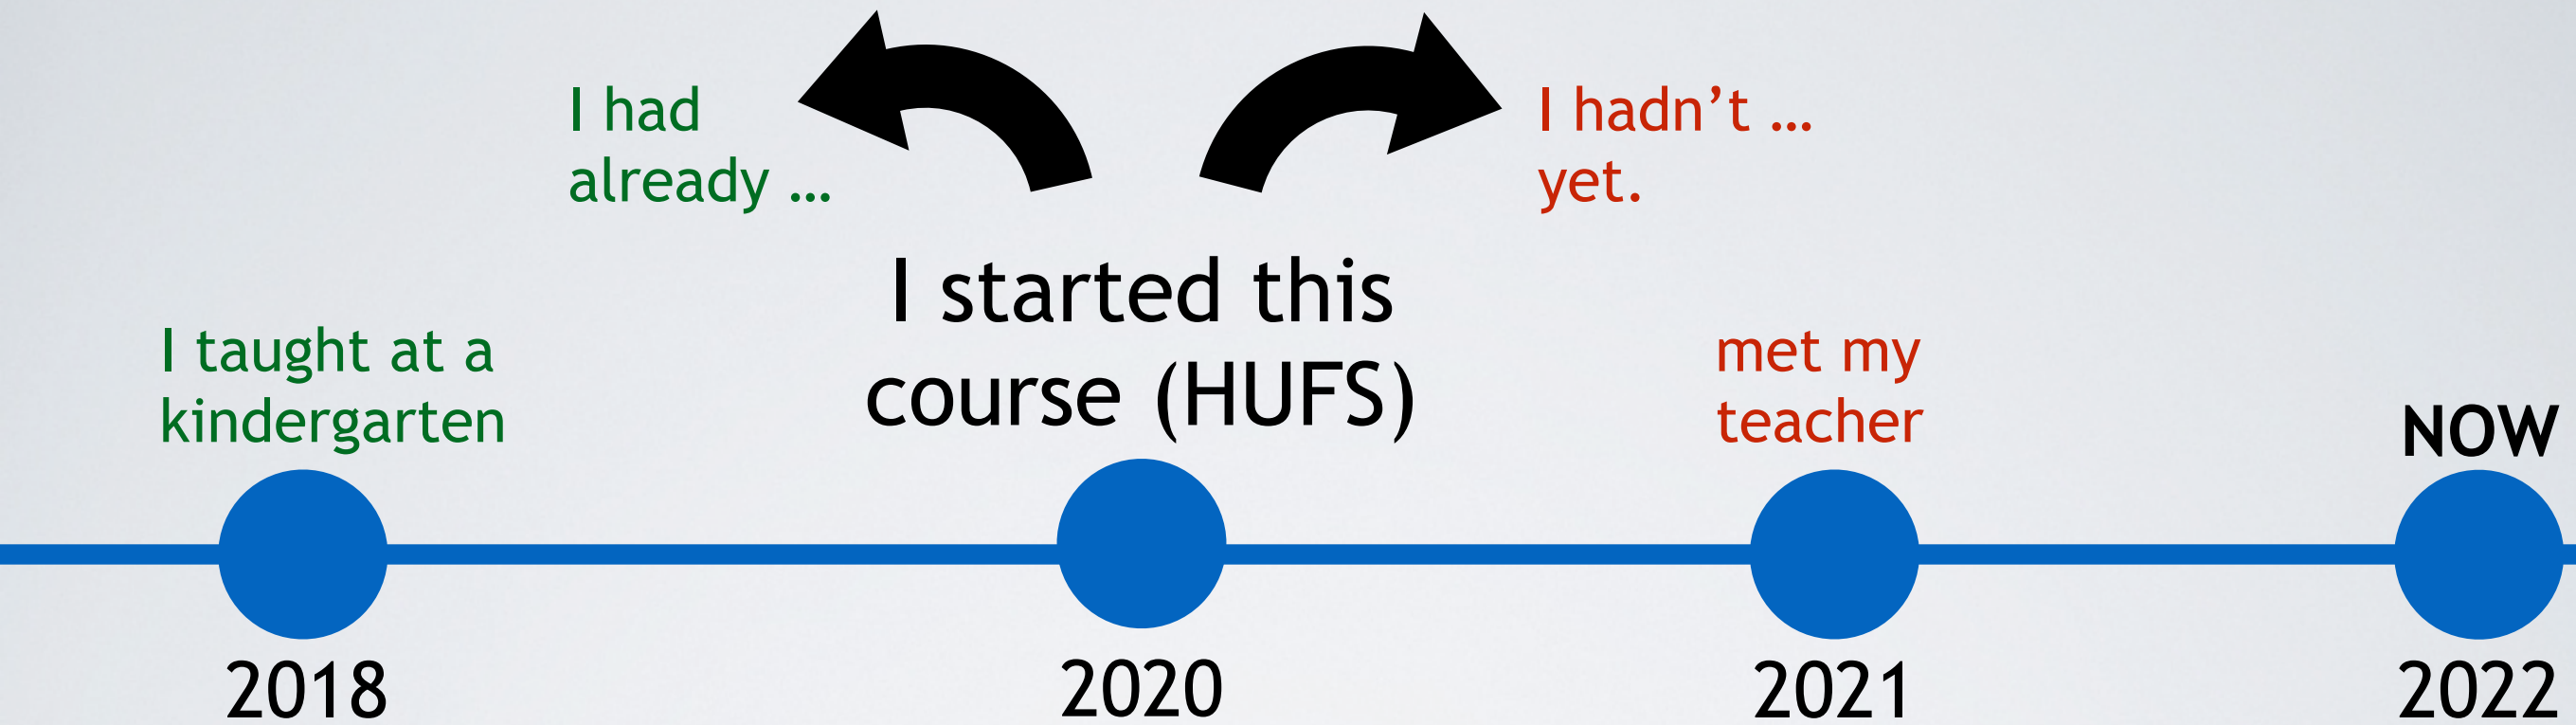 I had
already …
I hadn’t …
yet.
I started this
course (HUFS)
I taught at a
kindergarten
met my
teacher
NOW
2018
2020
2021
2022